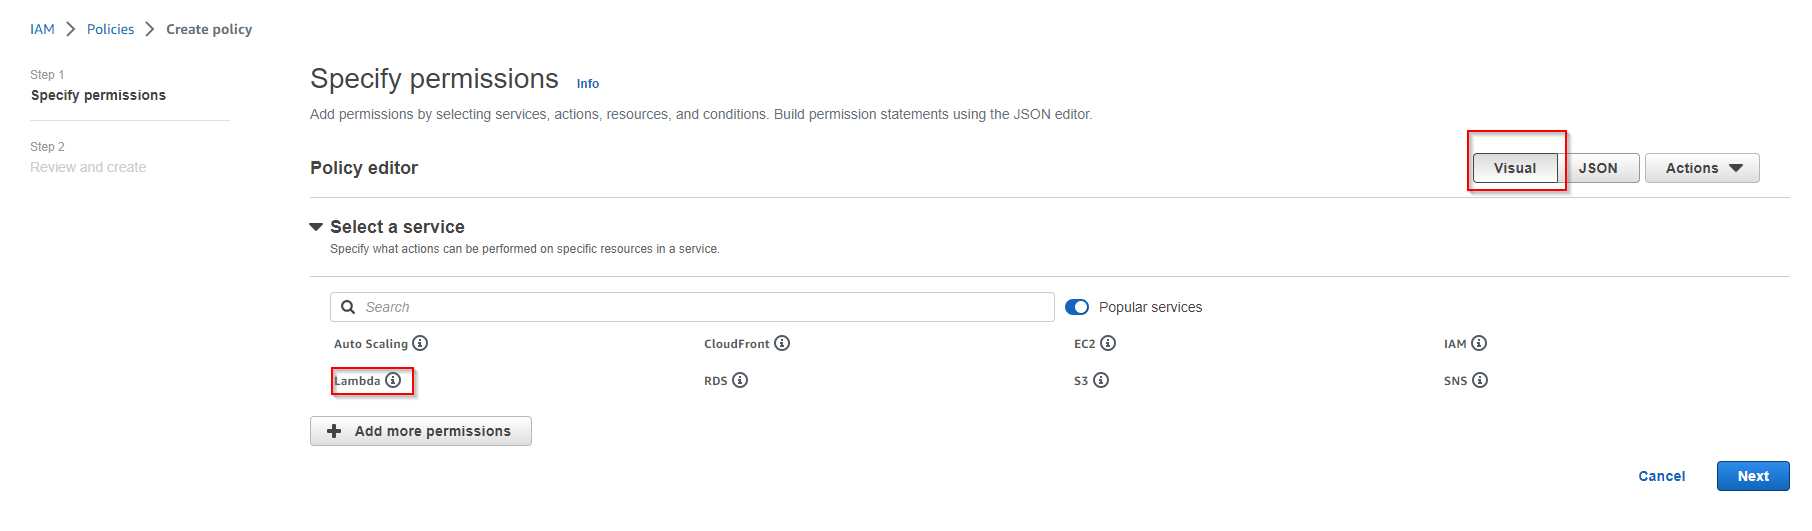 IAM > Policies > Create policy
Step 1
Specify permissions
Step 2
Review and create
Specify permissions Info
Add permissions by selecting services, actions, resources, and conditions. Build permission statements using the JSON editor.
Policy editor
Visual JSON Actions
Select a service
Specify what actions can be performed on specific resources in a service.
Search
Popular services
Auto Scaling CloudFront EC2 IAM
Lambda RDS S3 SNS
Add more permissions
Cancel Next